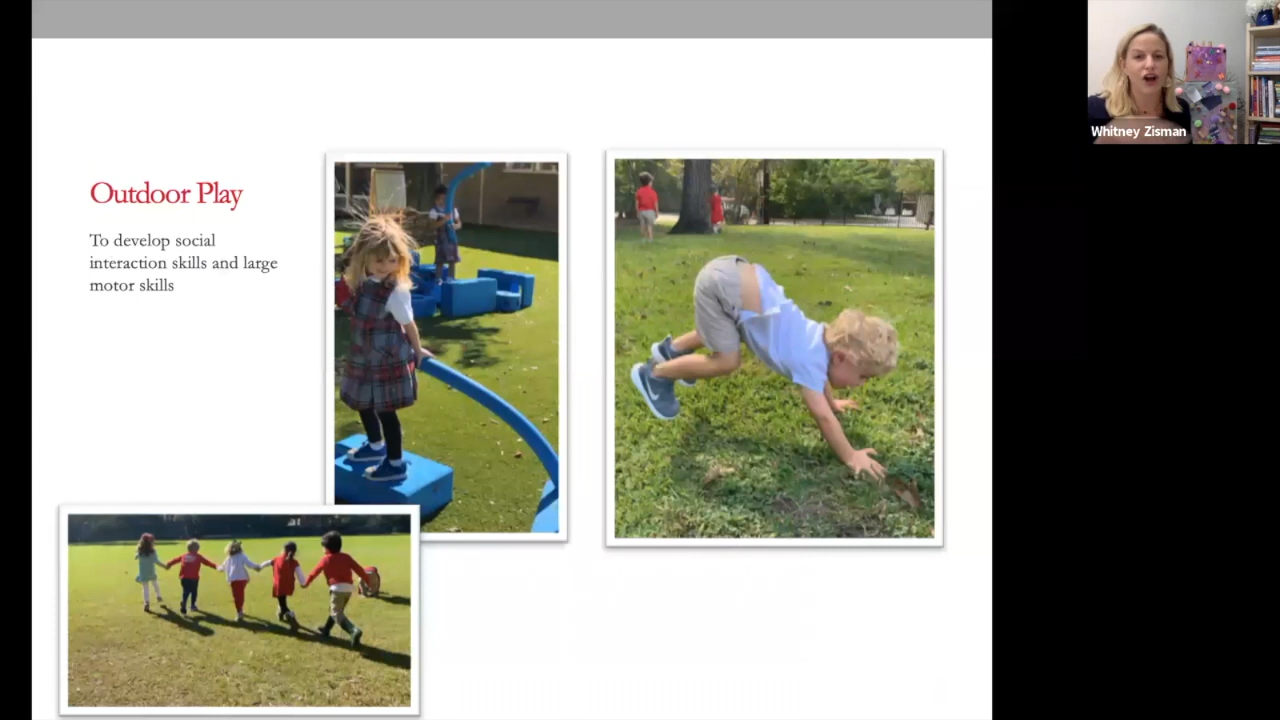 Outdoor Play
To develop social
interaction skills and large
motor skills
Whitney Zisman